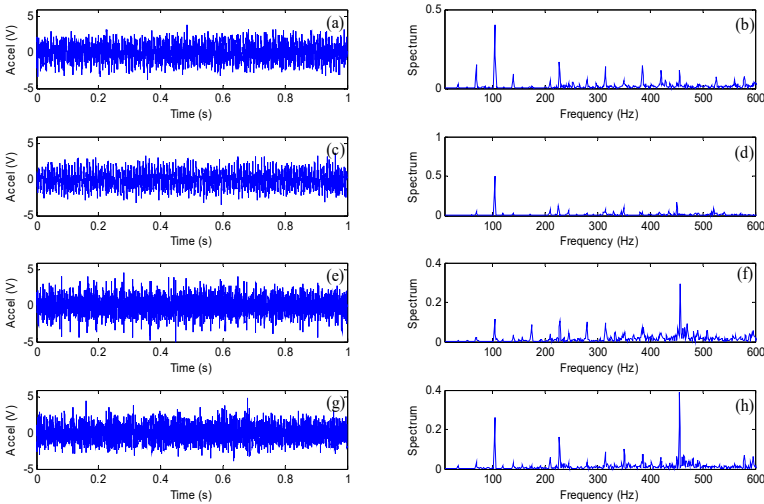 Accel (V)
5
0
-5
(a)
0 0.2 0.4 0.6 0.8 1
Time (s)
Spectrum
0.5
0
(b)
100 200 300 400 500 600
Frequency (Hz)
Accel (V)
5
0
-5
(c)
0 0.2 0.4 0.6 0.8 1
Time (s)
Spectrum
1
0.5
0
(d)
100 200 300 400 500 600
Frequency (Hz)
Accel (V)
5
0
-5
(e)
0 0.2 0.4 0.6 0.8 1
Time (s)
Spectrum
0.4
0.2
0
(f)
100 200 300 400 500 600
Frequency (Hz)
Accel (V)
5
0
-5
(g)
0 0.2 0.4 0.6 0.8 1
Time (s)
Spectrum
0.4
0.2
0
(h)
100 200 300 400 500 600
Frequency (Hz)